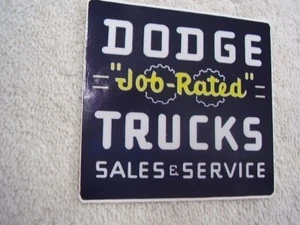 DODGE
"Job-Rated"
TRUCKS
SALES & SERVICE